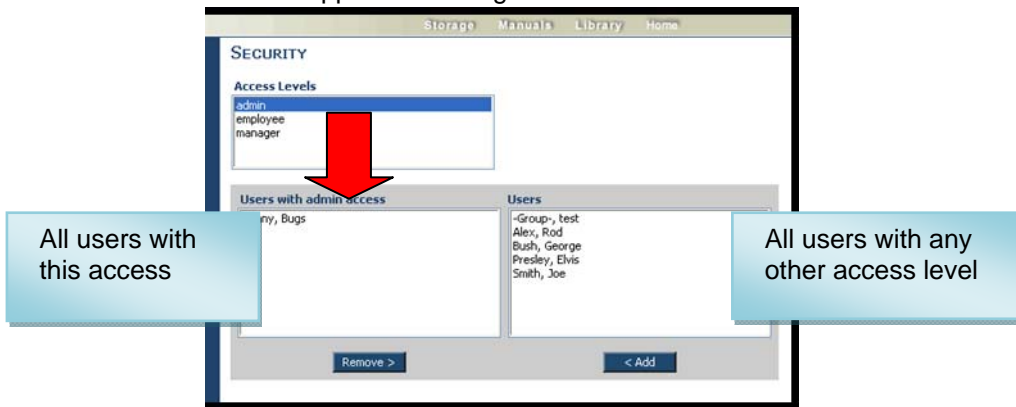 Storage Manuals Library Home
SECURITY
Access Levels
admin
employee
manager
Users with admin access
ny, Bugs
Users
-Group-, test
Alex, Rod
Bush, George
Presley, Elvis
Smith, Joe
All users with
this access
All users with any
other access level
Remove >
< Add